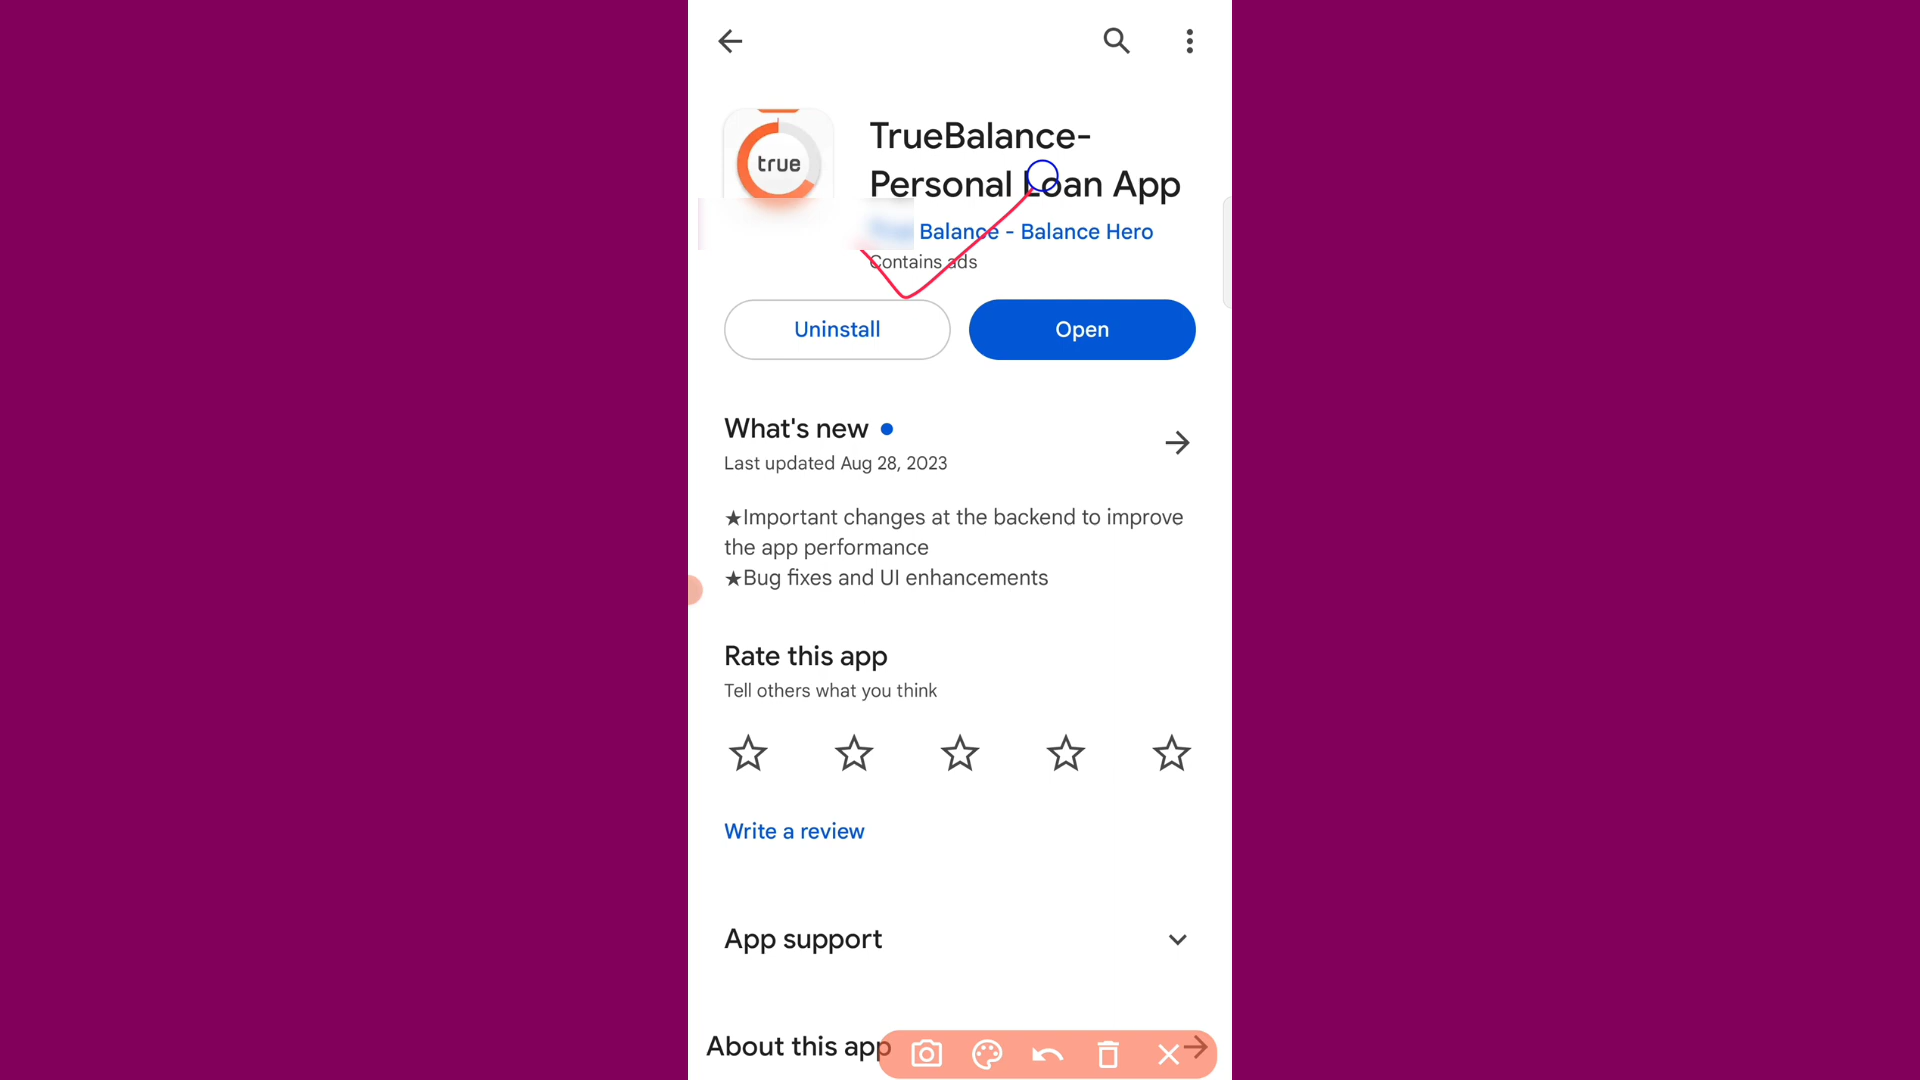 true
TrueBalance-
Personal Loan App
Balance - Balance Hero
Contains ads
Uninstall
Open
What's new
Last updated Aug 28, 2023
★Important changes at the backend to improve
the app performance
★Bug fixes and UI enhancements
Rate this app
Tell others what you think
Write a review
App support
About this app